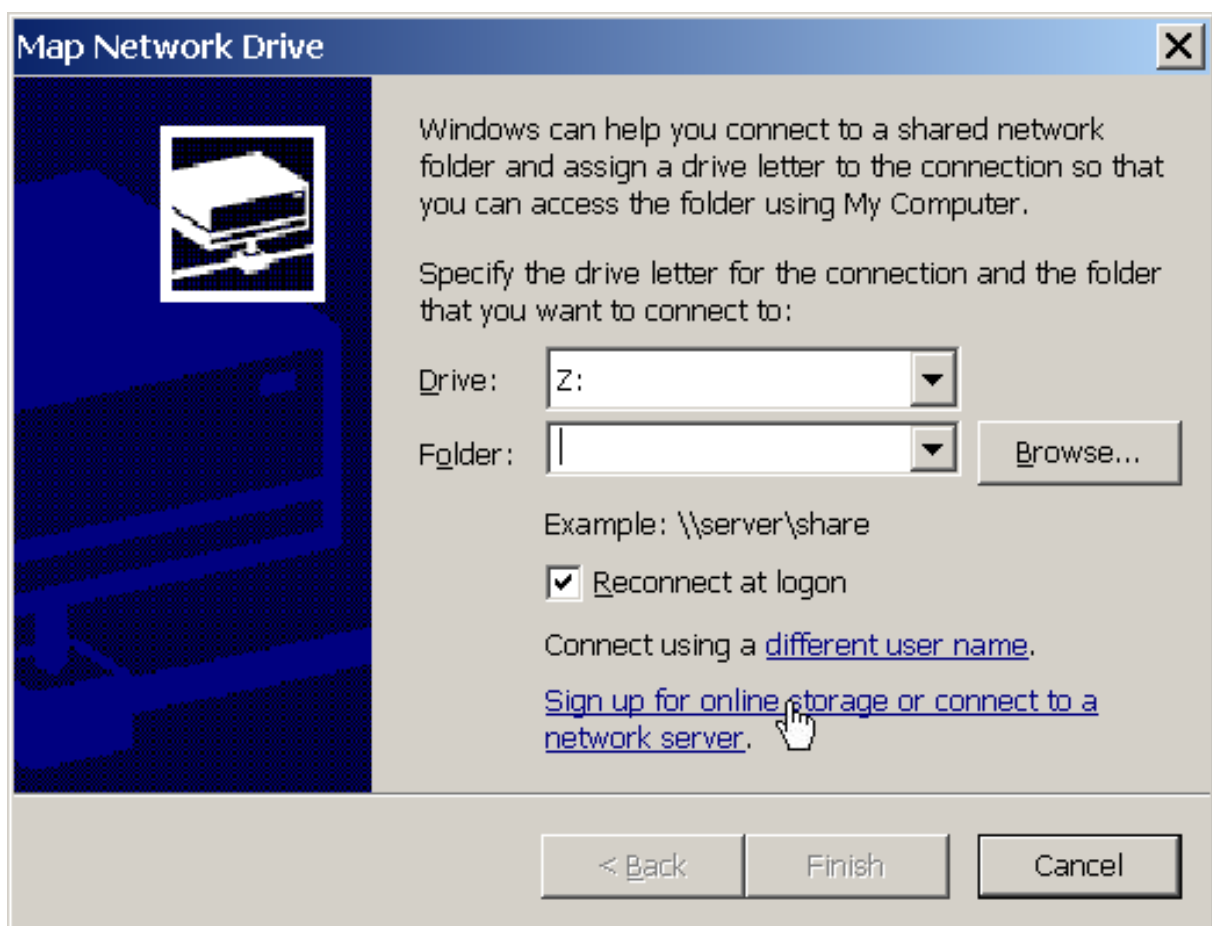 Map Network Drive
Windows can help you connect to a shared network
folder and assign a drive letter to the connection so that
you can access the folder using My Computer.
Specify the drive letter for the connection and the folder
that you want to connect to:
Drive: Z:
Folder: Browse...
Example: \\server\share
Reconnect at logon
Connect using a different user name.
Sign up for online storage or connect to a
network server.
< Back Finish Cancel